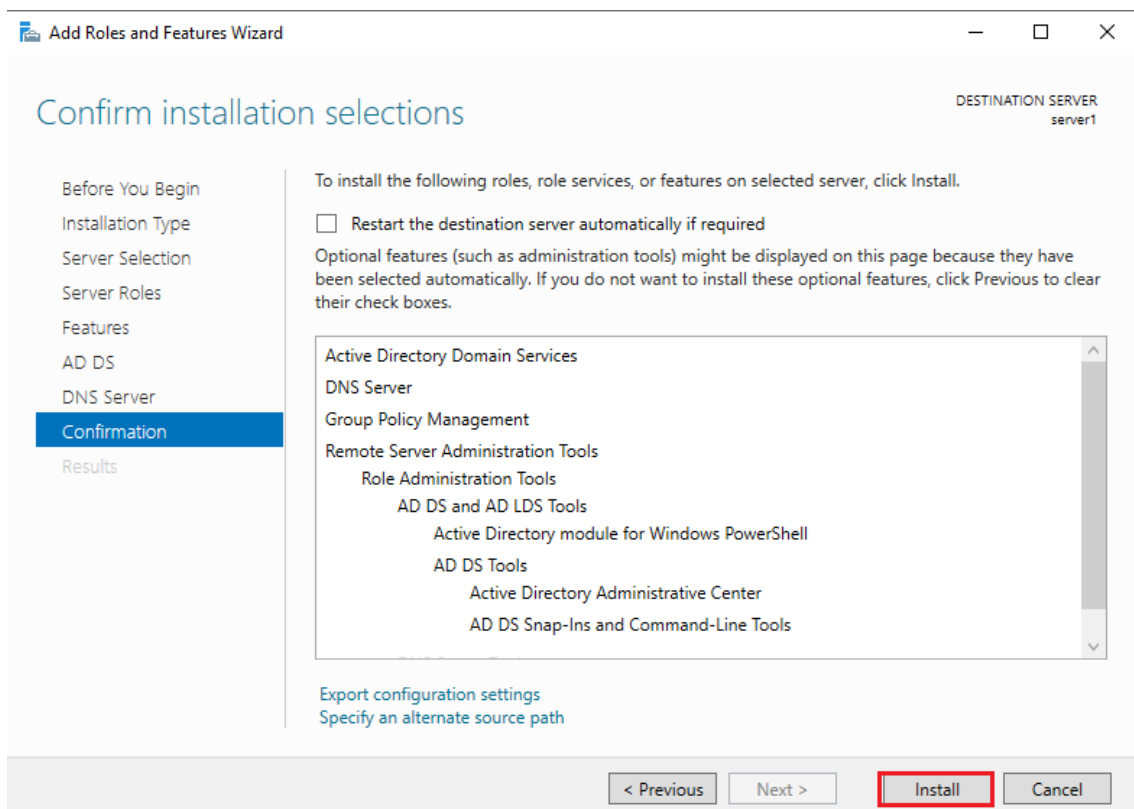 Add Roles and Features Wizard
Confirm installation selections
DESTINATION SERVER
server1
Before You Begin
Installation Type
Server Selection
Server Roles
Features
AD DS
DNS Server
Confirmation
Results
To install the following roles, role services, or features on selected server, click Install.
Restart the destination server automatically if required
Optional features (such as administration tools) might be displayed on this page because they have
been selected automatically. If you do not want to install these optional features, click Previous to clear
their check boxes.
Active Directory Domain Services
DNS Server
Group Policy Management
Remote Server Administration Tools
Role Administration Tools
AD DS and AD LDS Tools
Active Directory module for Windows PowerShell
AD DS Tools
Active Directory Administrative Center
AD DS Snap-Ins and Command-Line Tools
Export configuration settings
Specify an alternate source path
< Previous
Next >
Install
Cancel